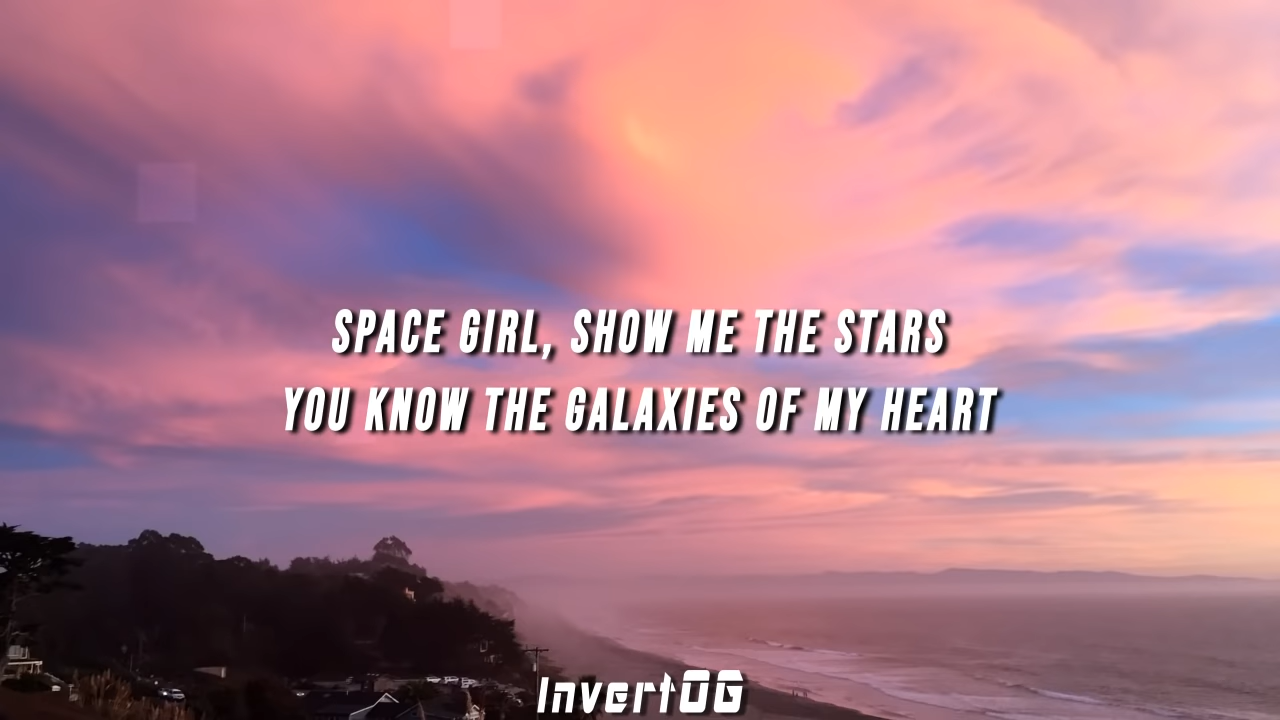 SPACE GIRL, SHOW ME THE STARS
YOU KNOW THE GALAXIES OF MY HEART
InvertOG